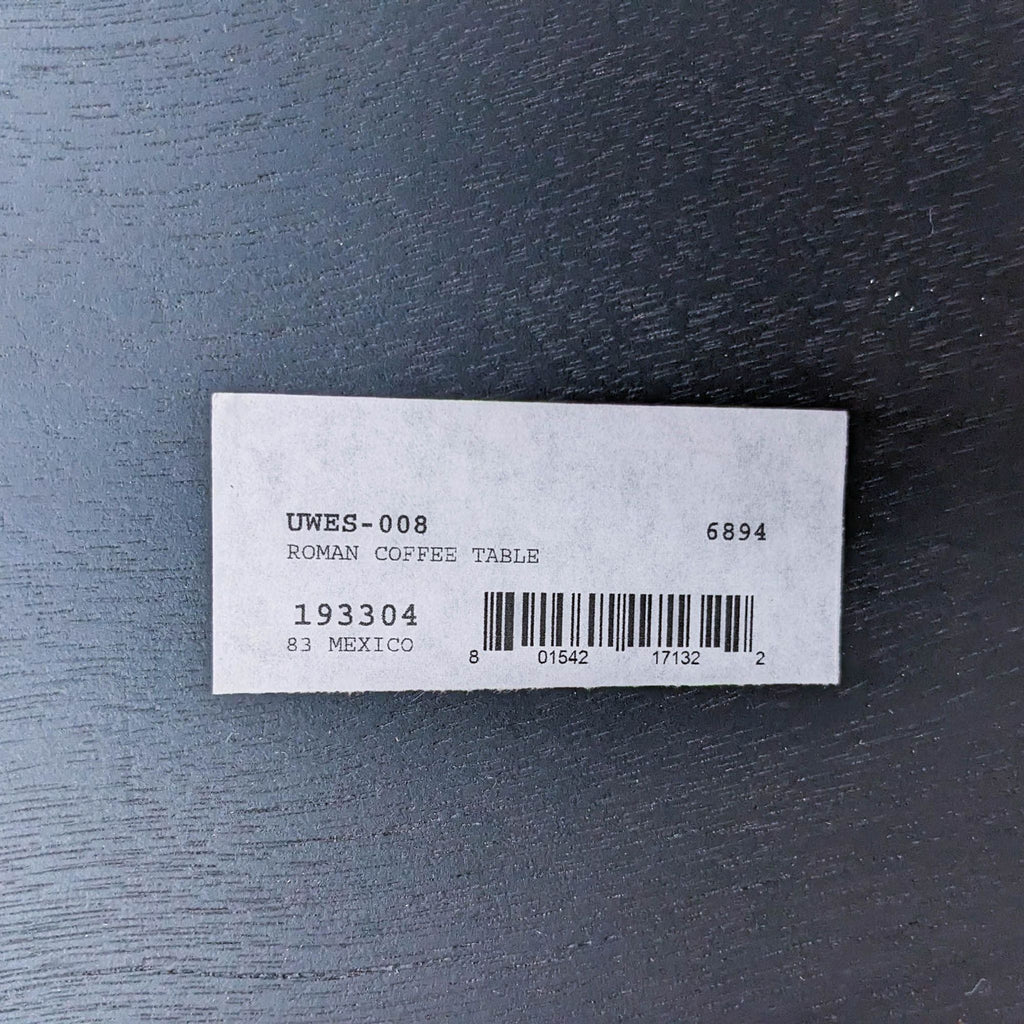 UWES-008
6894
ROMAN COFFEE TABLE
193304
83 MEXICO
8 01542 17132 2